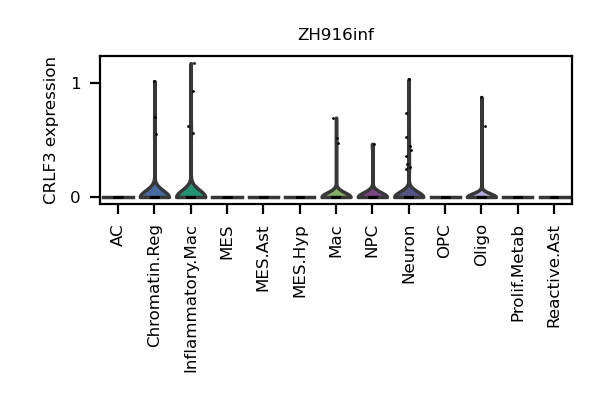 ZH916inf
CRLF3 expression
1
0
AC
Chromatin.Reg
Inflammatory.Mac
MES
MES.Ast
MES.Hyp
Mac
NPC
Neuron
OPC
Oligo
Prolif.Metab
Reactive.Ast